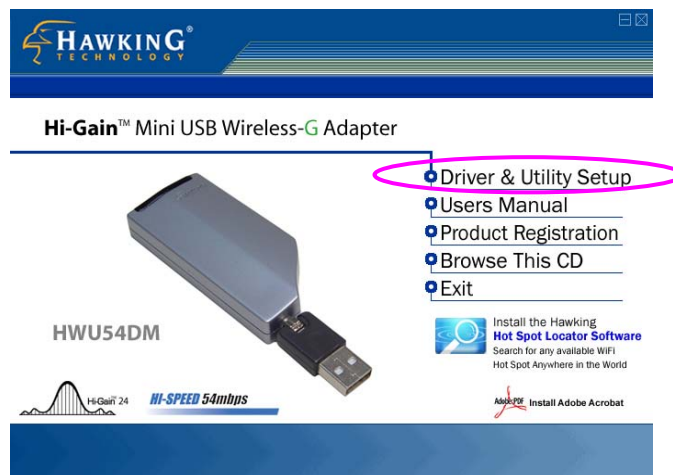 HAWKING®
TECHNOLOGY
Hi-Gain™ Mini USB Wireless-G Adapter
Driver & Utility Setup
Users Manual
Product Registration
Browse This CD
Exit
HWU54DM
Install the Hawking
Hot Spot Locator Software
Search for any available WiFi
Hot Spot Anywhere in the World
Hi-Gain™ 24
HI-SPEED 54mbps
Adobe PDF Install Adobe Acrobat